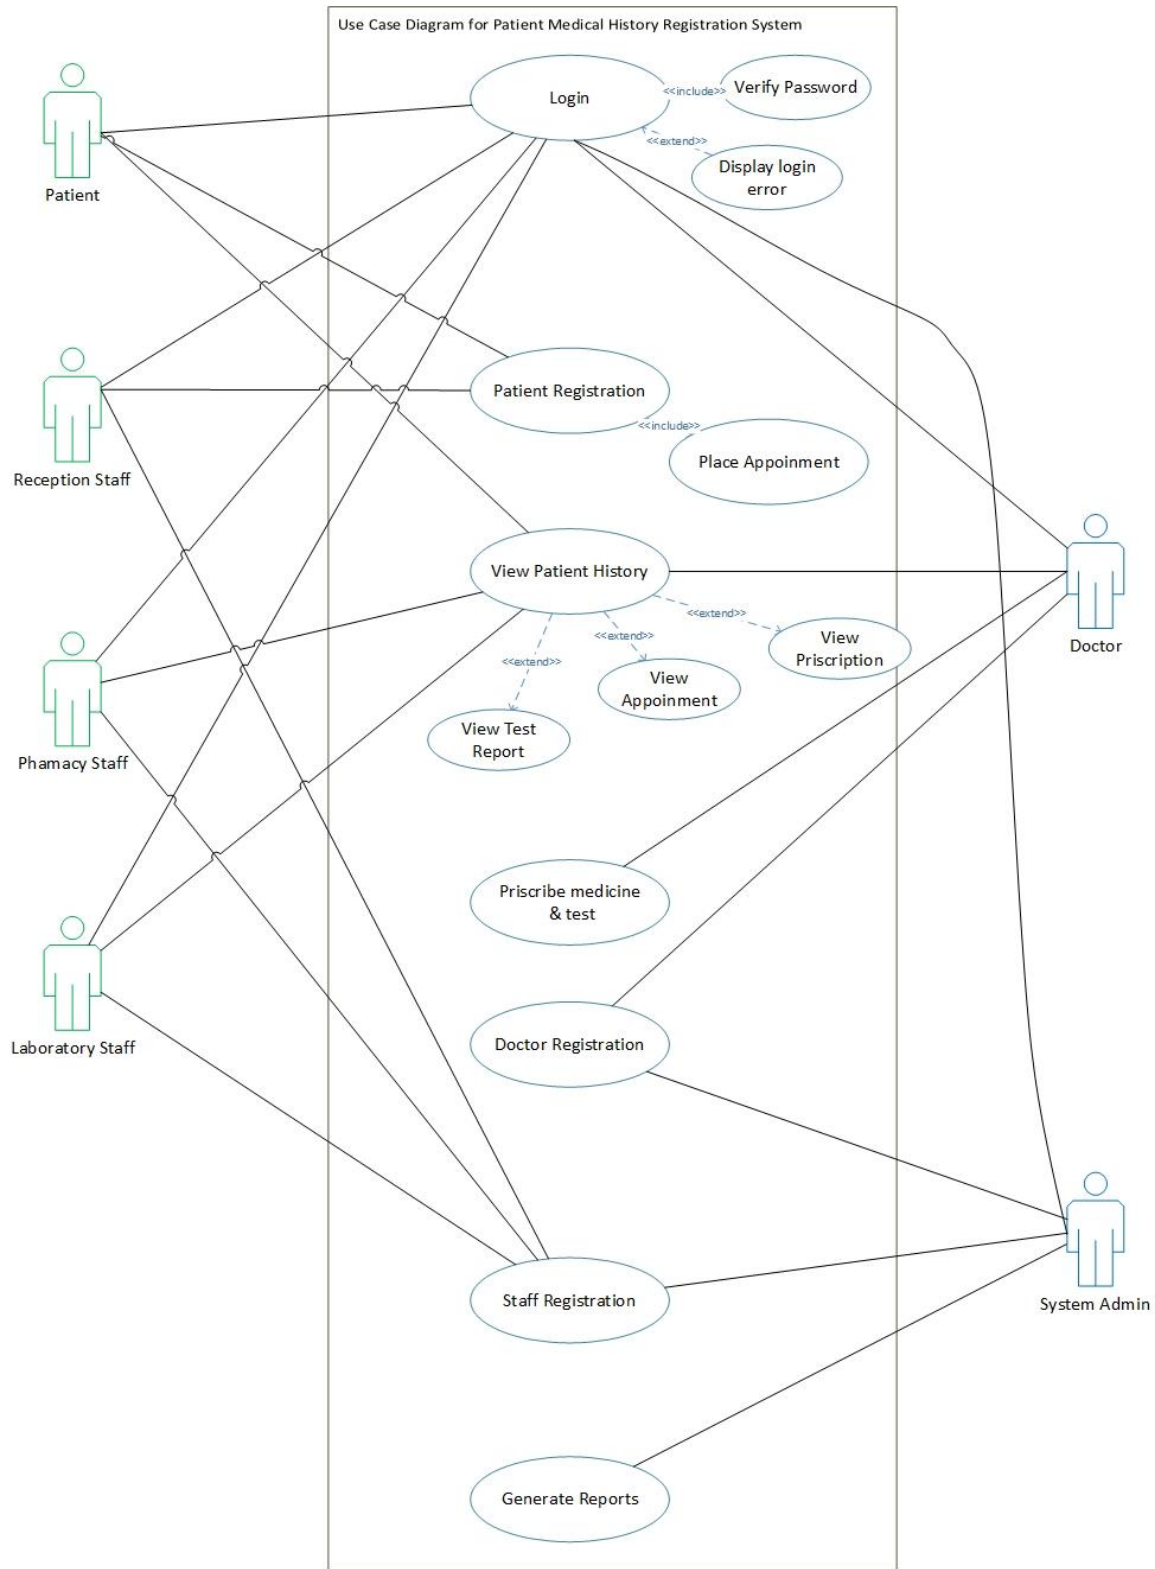 Use Case Diagram for Patient Medical History Registration System
Login
<<include>>
Verify Password
<<extend>>
Display login
error
Patient
Patient Registration
<<include>>
Place Appoinment
Reception Staff
View Patient History
<<extend>>
<<extend>>
<<extend>>
View
Priscription
View
Appoinment
View Test
Report
Doctor
Phamacy Staff
Priscribe medicine
& test
Doctor Registration
Laboratory Staff
Staff Registration
System Admin
Generate Reports